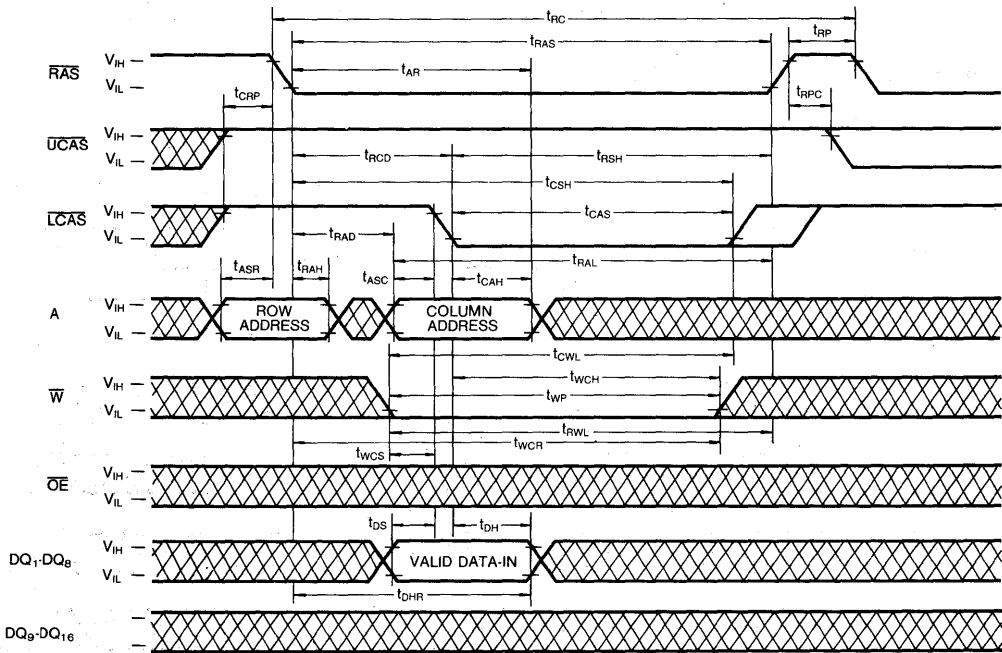 tRC
tRAS
tRP
RAS
VIH
VIL
tAR
tCRP
tRPC
UCAS
VIH
VIL
tRCD
tRSH
tCSH
LCAS
VIH
VIL
tCAS
tRAD
tRAL
tASR
tRAH
tASC
tCAH
A
VIH
VIL
ROW
ADDRESS
COLUMN
ADDRESS
tCWL
tWCH
W
VIH
VIL
tWP
tRWL
tWCR
tWCS
OE
VIH
VIL
tDS
tDH
DQ1-DQ8
VIH
VIL
VALID DATA-IN
tDHR
DQ9-DQ16